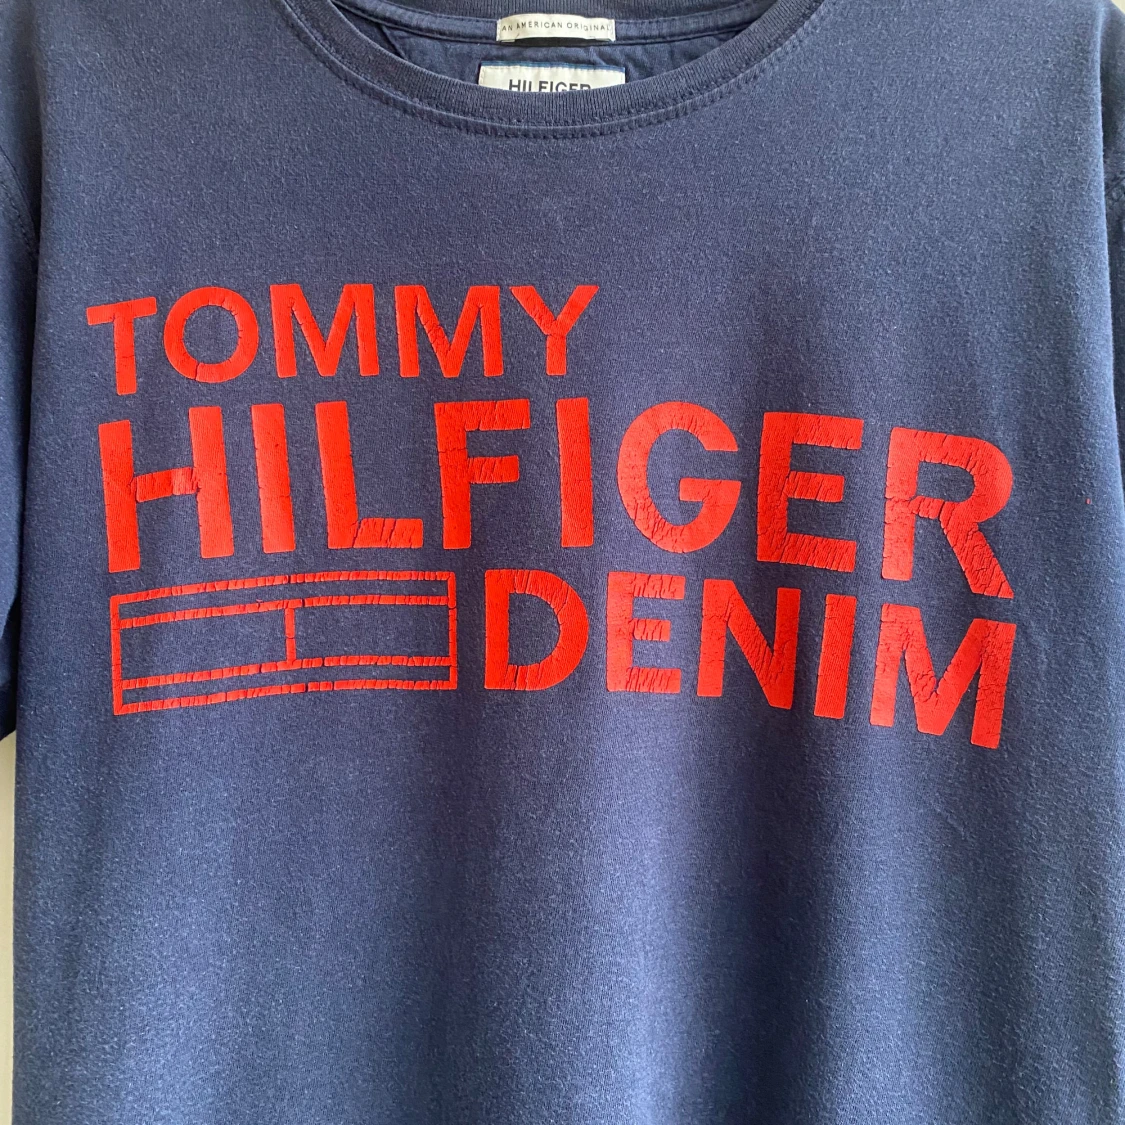 AN AMERICAN ORIGINAL
HILFIGER
TOMMY
HILFIGER
DENIM